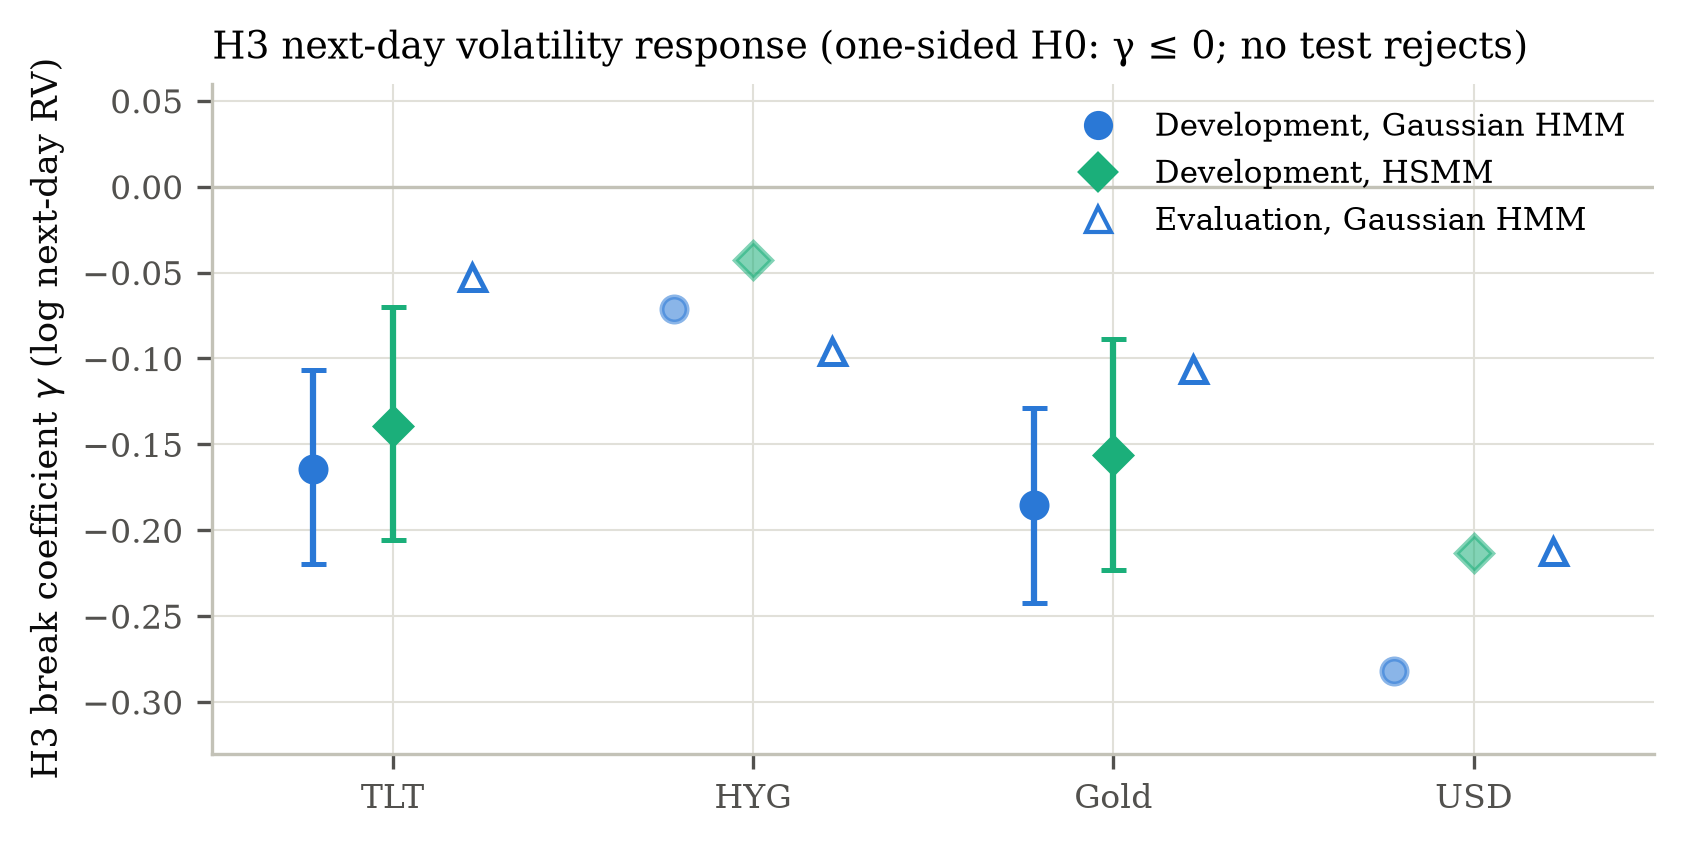 H3 next-day volatility response (one-sided H0: γ ≤ 0; no test rejects)
H3 break coefficient γ (log next-day RV)
0.05
0.00
−0.05
−0.10
−0.15
−0.20
−0.25
−0.30
Development, Gaussian HMM
Development, HSMM
Evaluation, Gaussian HMM
TLT
HYG
Gold
USD